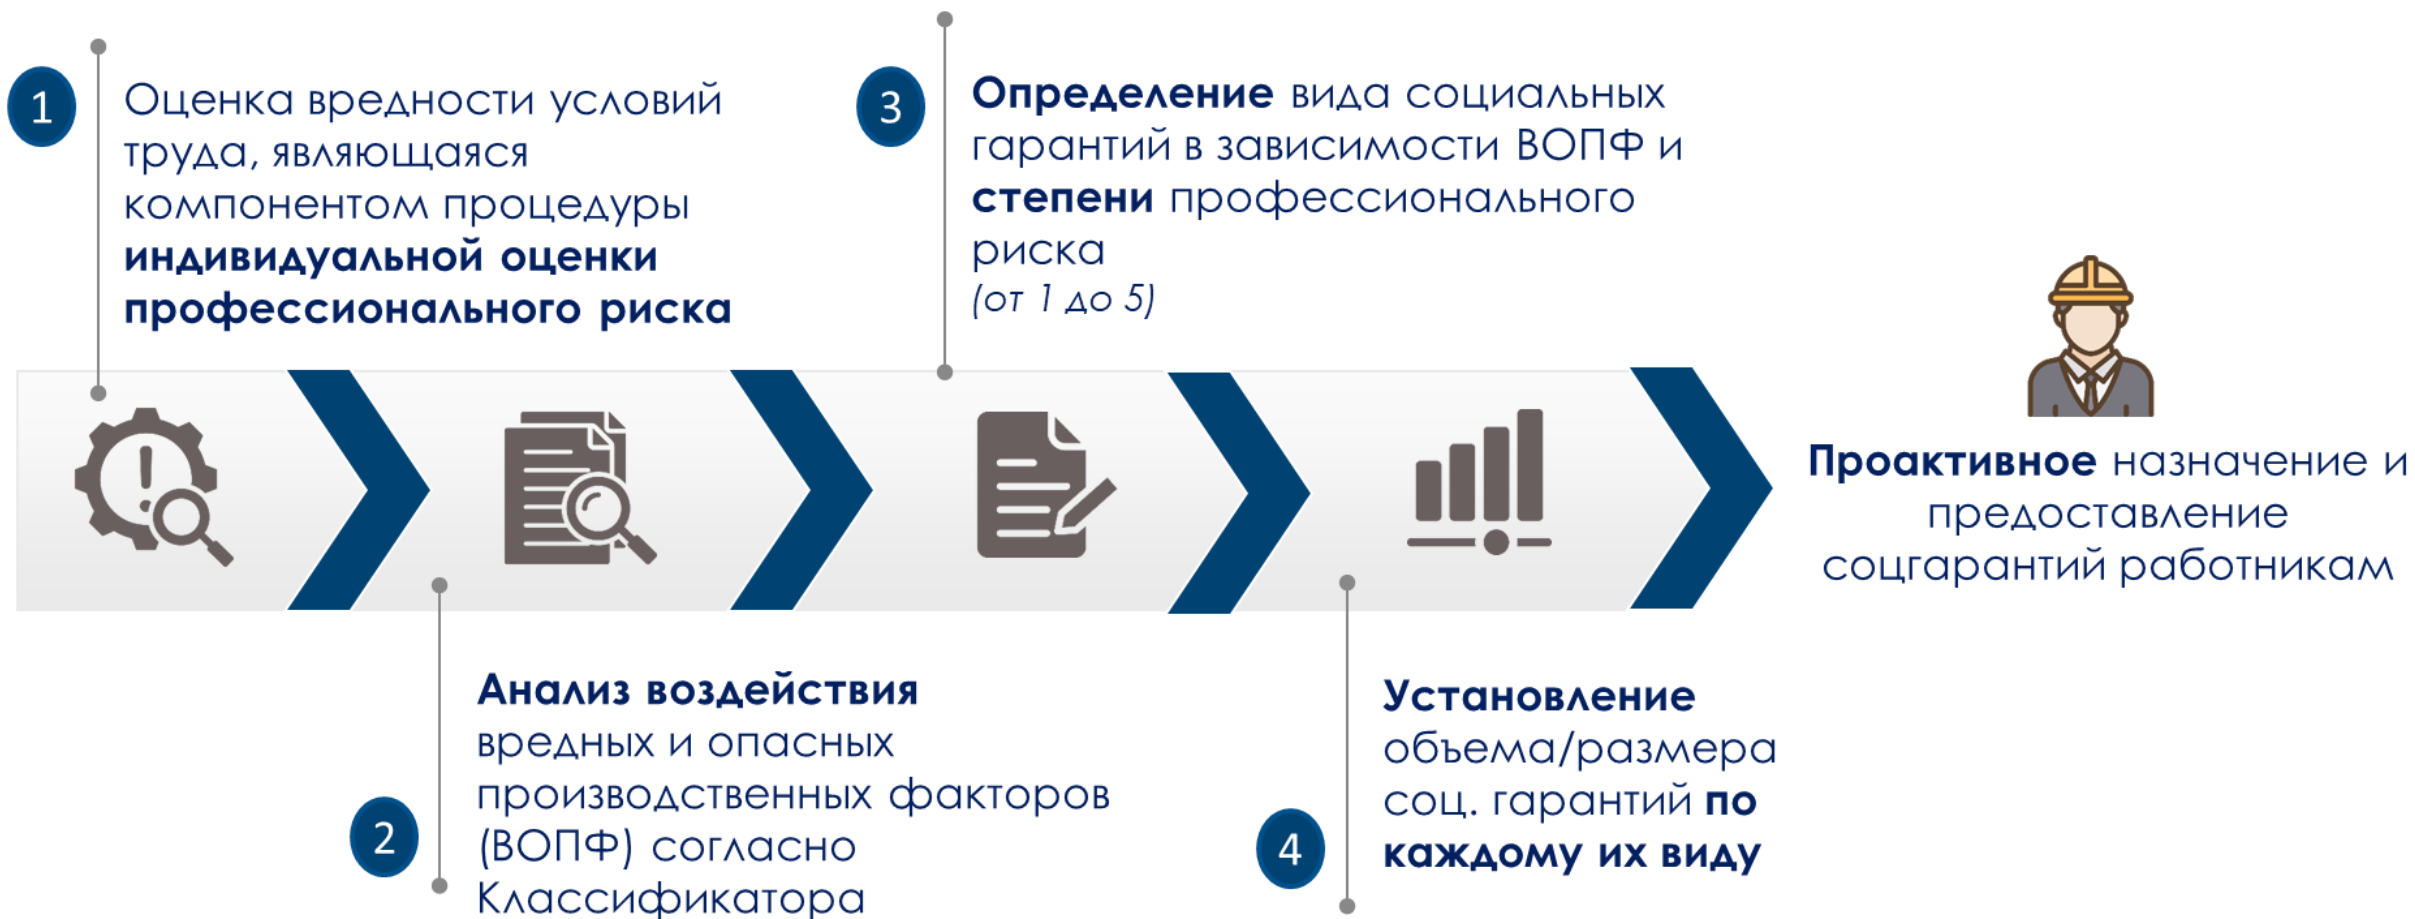 1
Оценка вредности условий
труда, являющаяся
компонентом процедуры
индивидуальной оценки
профессионального риска
2
Анализ воздействия
вредных и опасных
производственных факторов
(ВОПФ) согласно
Классификатора
3
Определение вида социальных
гарантий в зависимости ВОПФ и
степени профессионального
риска
(от 1 до 5)
4
Установление
объема/размера
соц. гарантий по
каждому их виду
Проактивное назначение и
предоставление
соцгарантий работникам